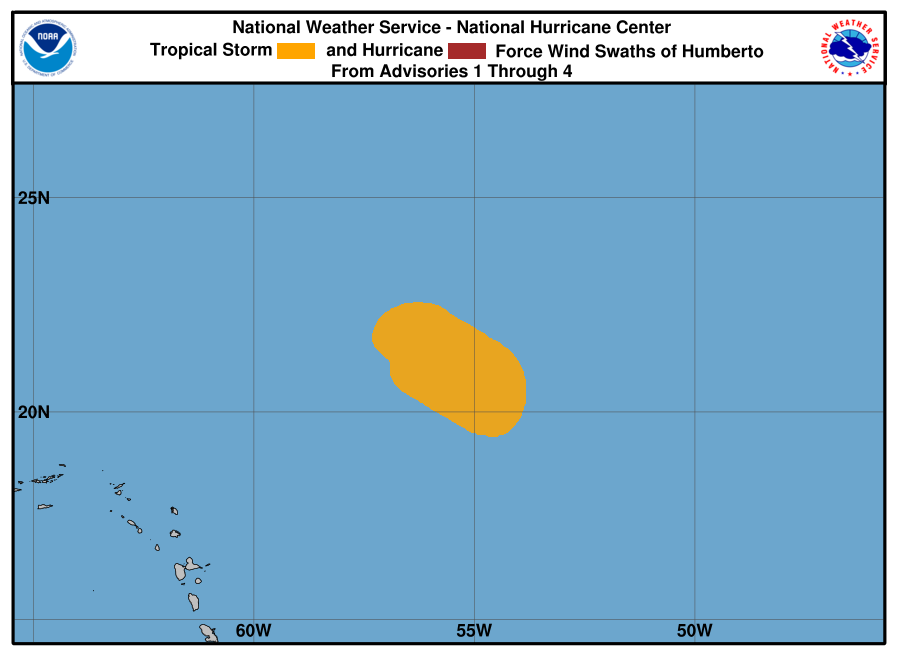 National Weather Service - National Hurricane Center
Tropical Storm and Hurricane Force Wind Swaths of Humberto
From Advisories 1 Through 4
NOAA
NATIONAL WEATHER SERVICE
25N
20N
60W 55W 50W